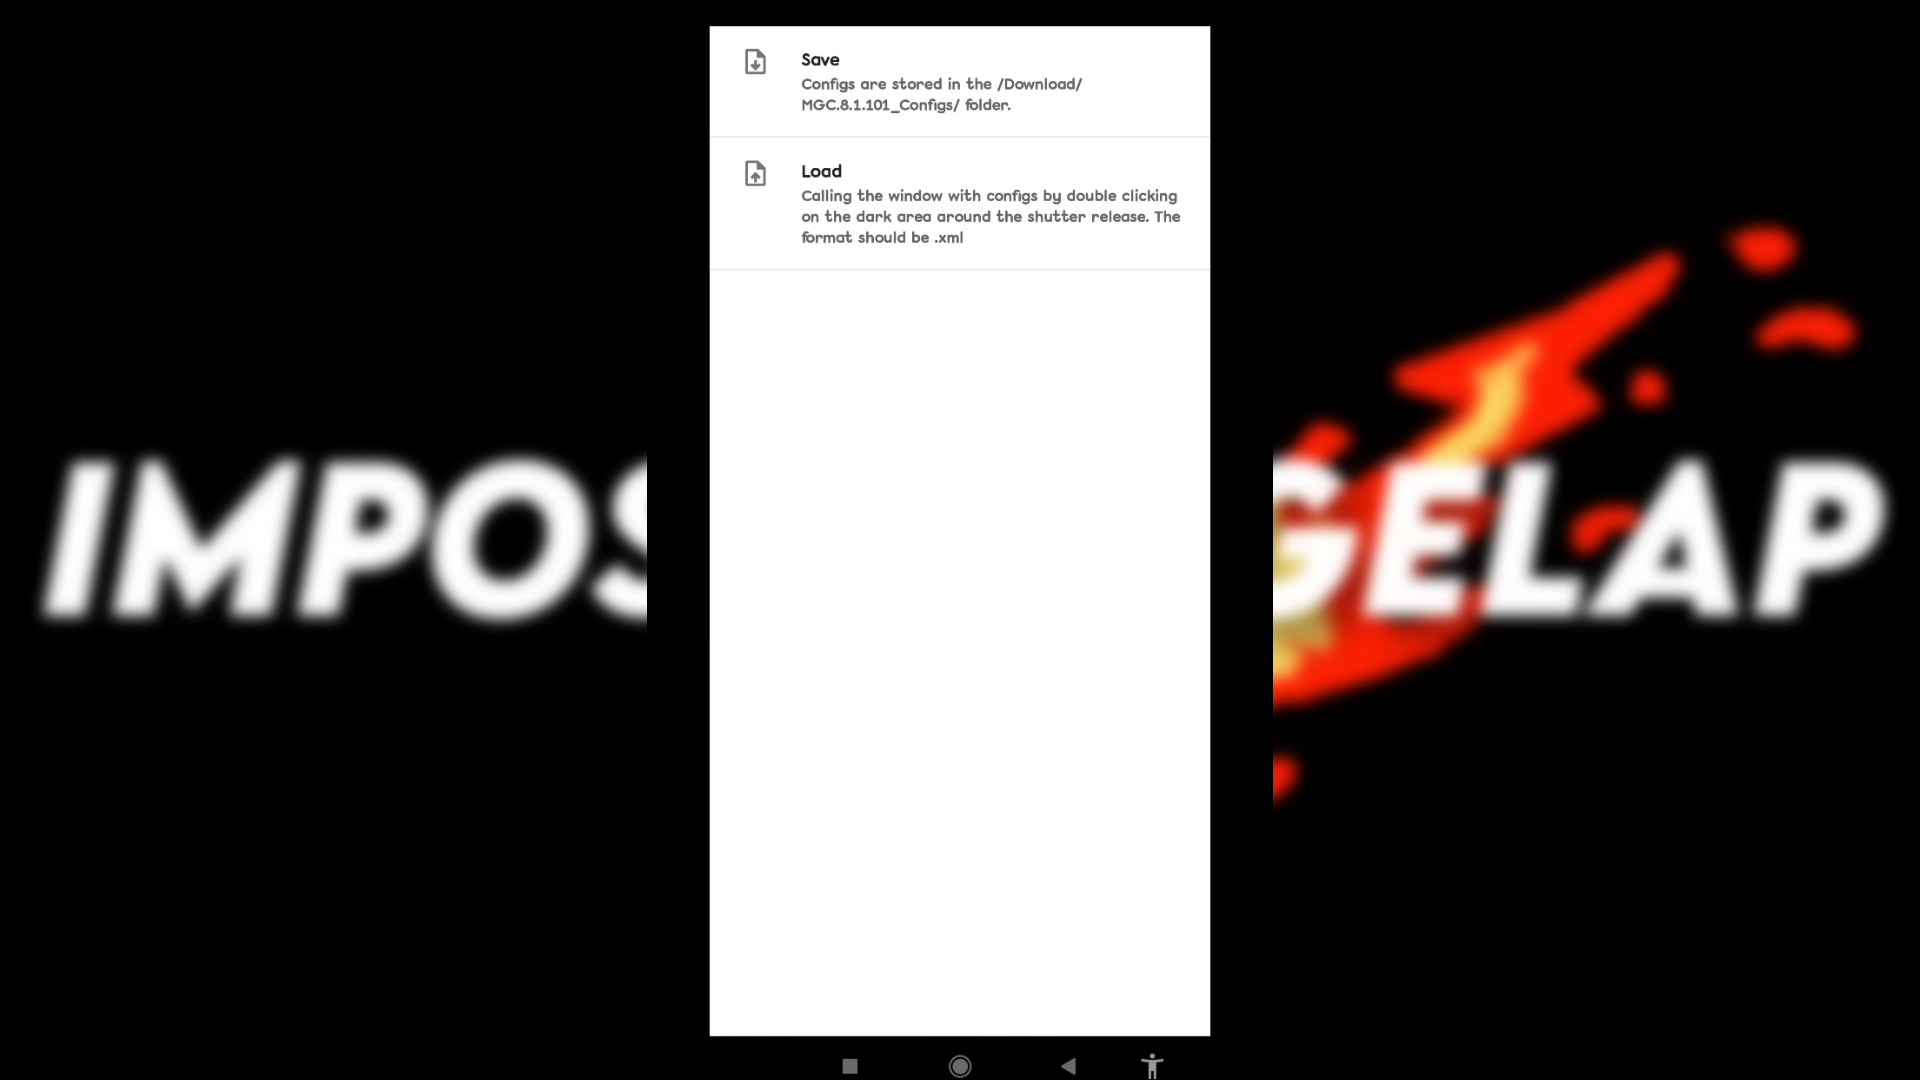 Save
Configs are stored in the /Download/
MGC.8.1.101_Configs/ folder.
Load
Calling the window with configs by double clicking
on the dark area around the shutter release. The
format should be .xml
IMPOS
GELAP